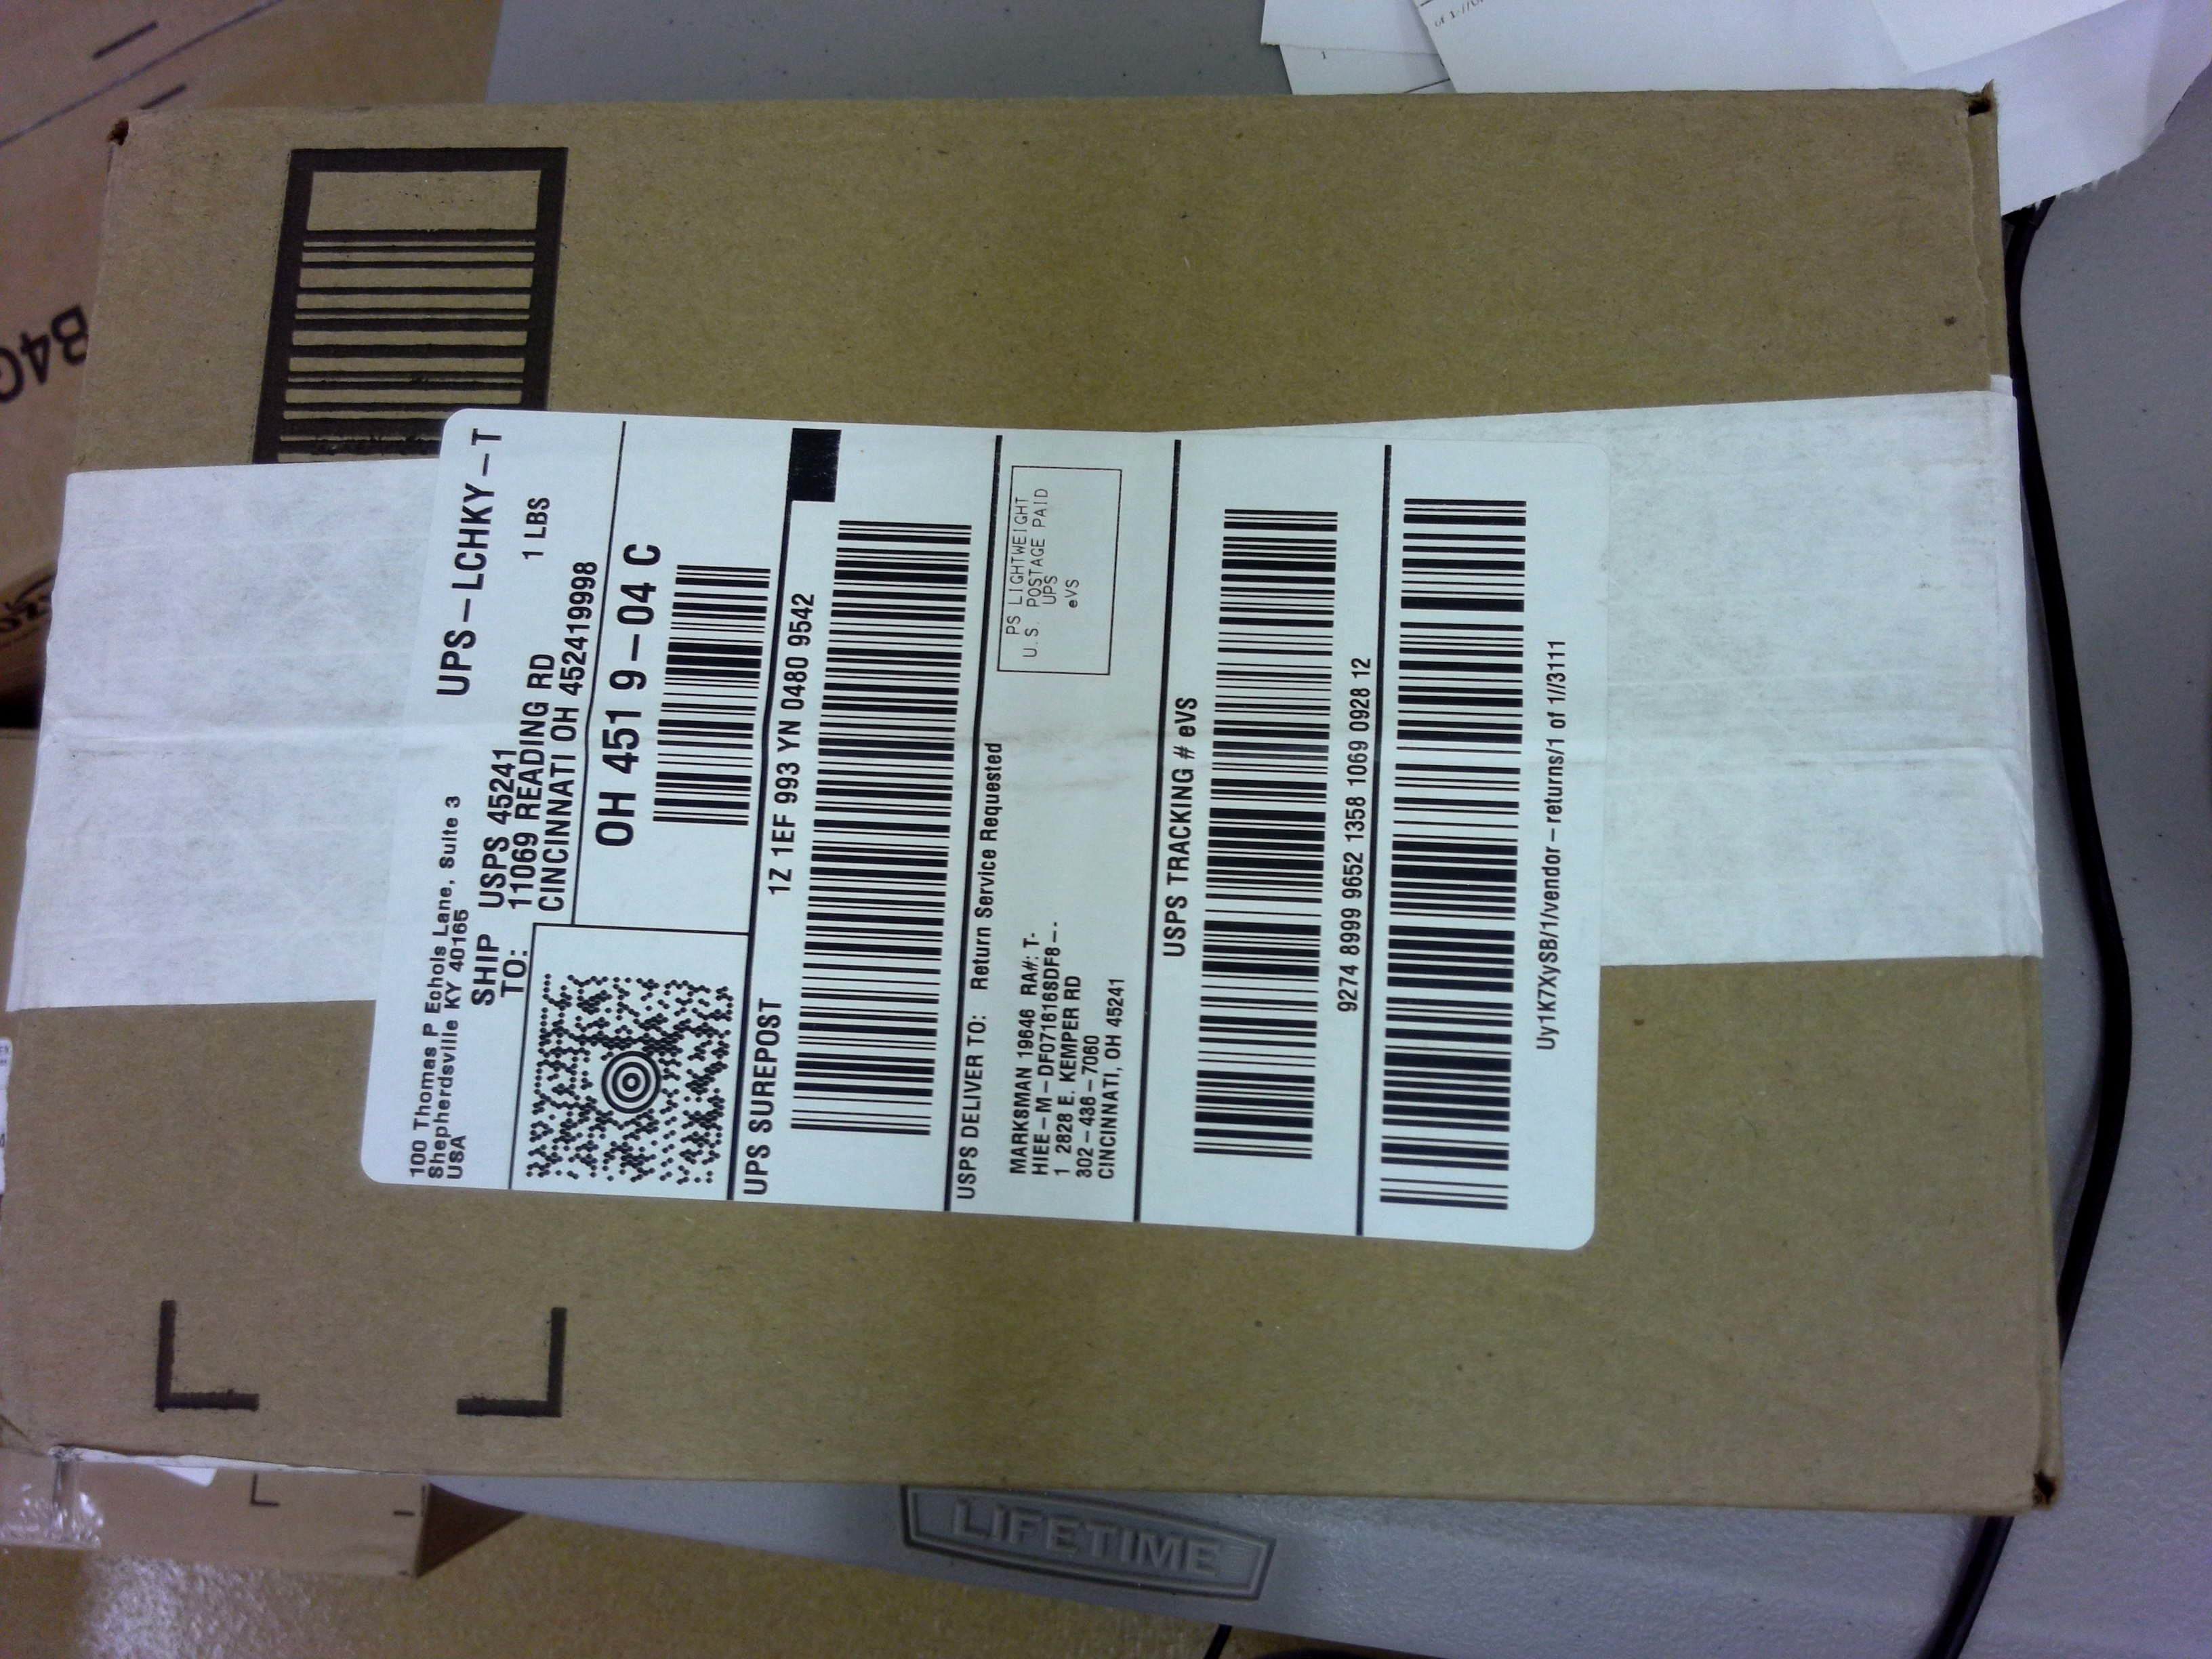 UPS-LCHKY-T
1 LBS
100 Thomas P Echols Lane, Suite 3
Shepherdsville KY 40165
USA
SHIP
TO:
USPS 45241
11069 READING RD
CINCINNATI OH 452419998
OH 451 9-04 C
UPS SUREPOST
1Z 1EF 993 YN 0480 9542
USPS DELIVER TO:
Return Service Requested
MARKSMAN 19646 RA#: T-
HIEE-M-DF071616SDF8-.
1 2828 E. KEMPER RD
302-436-7060
CINCINNATI, OH 45241
PS LIGHTWEIGHT
U.S. POSTAGE PAID
UPS
eVS
USPS TRACKING # eVS
9274 8999 9652 1358 1069 0928 12
Uy1K7XySB/1/vendor-returns/1 of 1//3111
LIFETIME